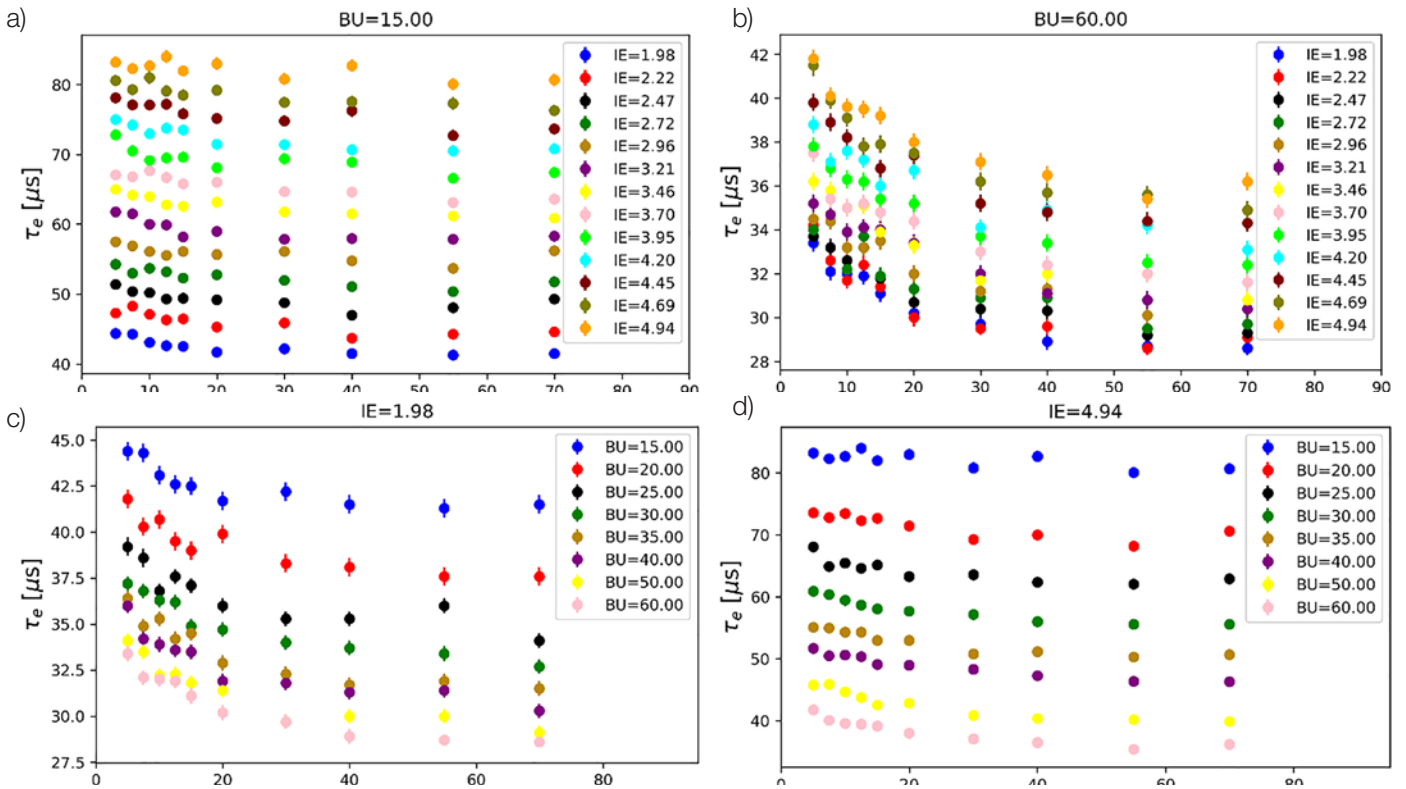 a)
BU=15.00
τe [μs]
80
70
60
50
40
0 10 20 30 40 50 60 70 80 90
IE=1.98
IE=2.22
IE=2.47
IE=2.72
IE=2.96
IE=3.21
IE=3.46
IE=3.70
IE=3.95
IE=4.20
IE=4.45
IE=4.69
IE=4.94
b)
BU=60.00
τe [μs]
42
40
38
36
34
32
30
28
0 10 20 30 40 50 60 70 80 90
IE=1.98
IE=2.22
IE=2.47
IE=2.72
IE=2.96
IE=3.21
IE=3.46
IE=3.70
IE=3.95
IE=4.20
IE=4.45
IE=4.69
IE=4.94
c)
IE=1.98
τe [μs]
45.0
42.5
40.0
37.5
35.0
32.5
30.0
27.5
0 20 40 60 80
BU=15.00
BU=20.00
BU=25.00
BU=30.00
BU=35.00
BU=40.00
BU=50.00
BU=60.00
d)
IE=4.94
τe [μs]
80
70
60
50
40
0 20 40 60 80
BU=15.00
BU=20.00
BU=25.00
BU=30.00
BU=35.00
BU=40.00
BU=50.00
BU=60.00